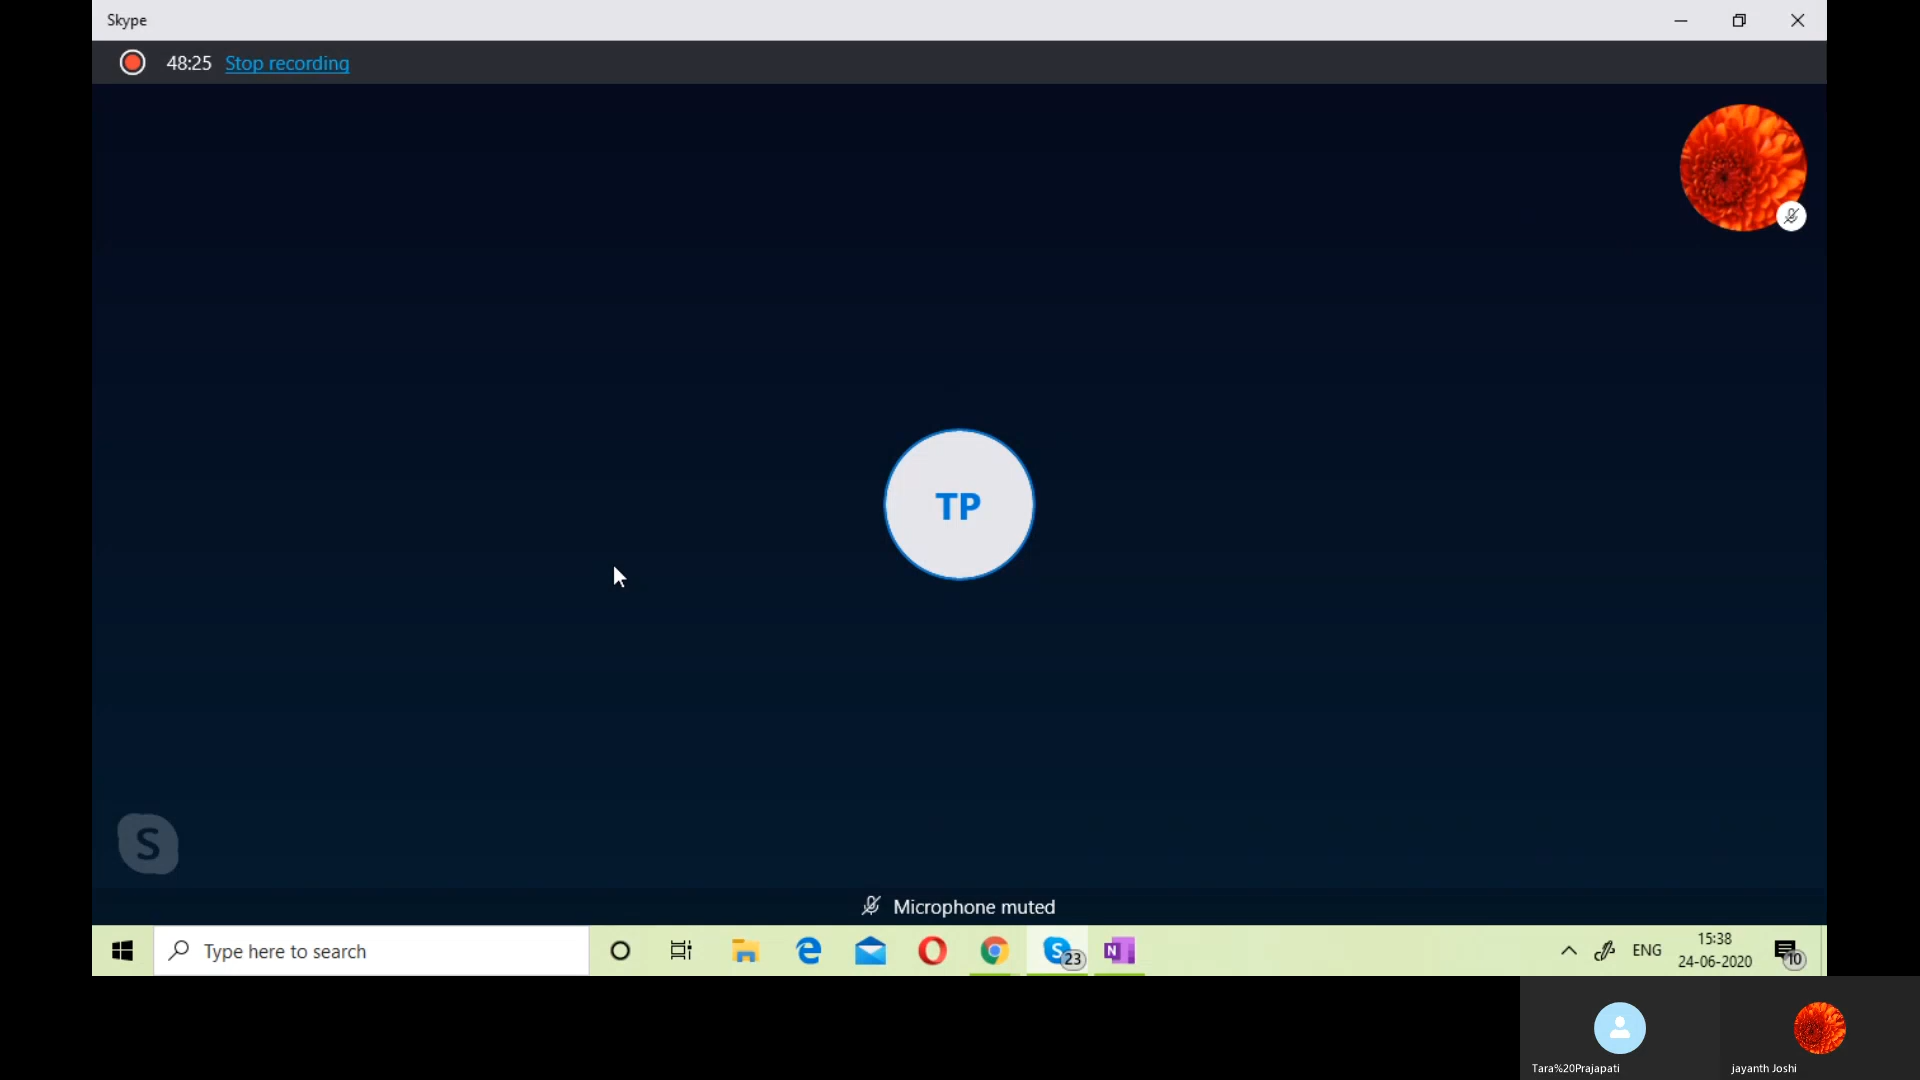 Skype
48:25 Stop recording
TP
S
Microphone muted
Type here to search
S 23
N
ENG
15:38
24-06-2020
10
Tara%20Prajapati
jayanth Joshi